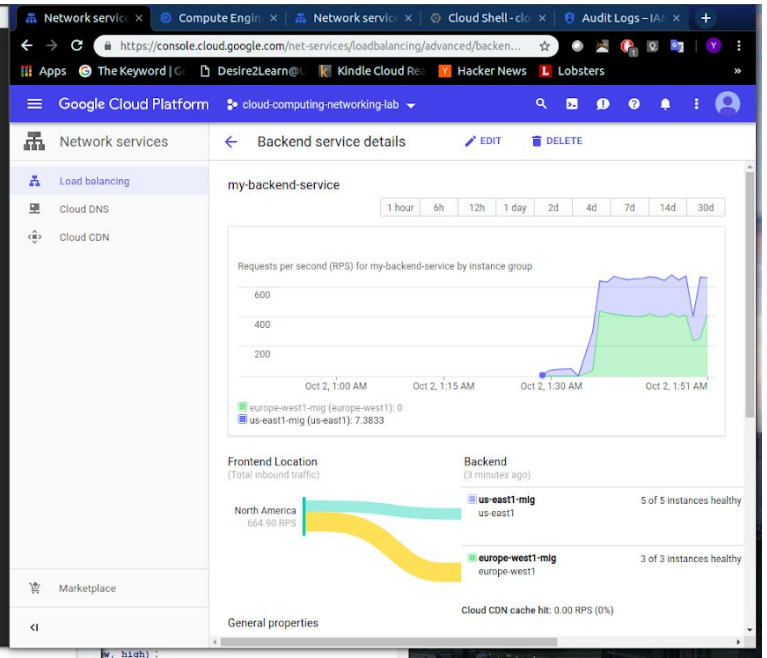 Network service
Compute Engin
Network service
Cloud Shell - clo
Audit Logs – IA
https://console.cloud.google.com/net-services/loadbalancing/advanced/backen...
Apps
The Keyword | G
Desire2Learn@
Kindle Cloud Rea
Hacker News
Lobsters
»
Google Cloud Platform
cloud-computing-networking-lab
Network services
Backend service details
EDIT
DELETE
Load balancing
Cloud DNS
Cloud CDN
my-backend-service
1 hour 6h 12h 1 day 2d 4d 7d 14d 30d
Requests per second (RPS) for my-backend-service by instance group
600
400
200
Oct 2, 1:00 AM Oct 2, 1:15 AM Oct 2, 1:30 AM Oct 2, 1:51 AM
europe-west1-mig (europe-west1): 0
us-east1-mig (us-east1): 7.3833
Frontend Location
(Total inbound traffic)
North America
664.90 RPS
Backend
(3 minutes ago)
us-east1-mig 5 of 5 instances healthy
us-east1
europe-west1-mig 3 of 3 instances healthy
europe-west1
Cloud CDN cache hit: 0.00 RPS (0%)
General properties
Marketplace
w, high) :